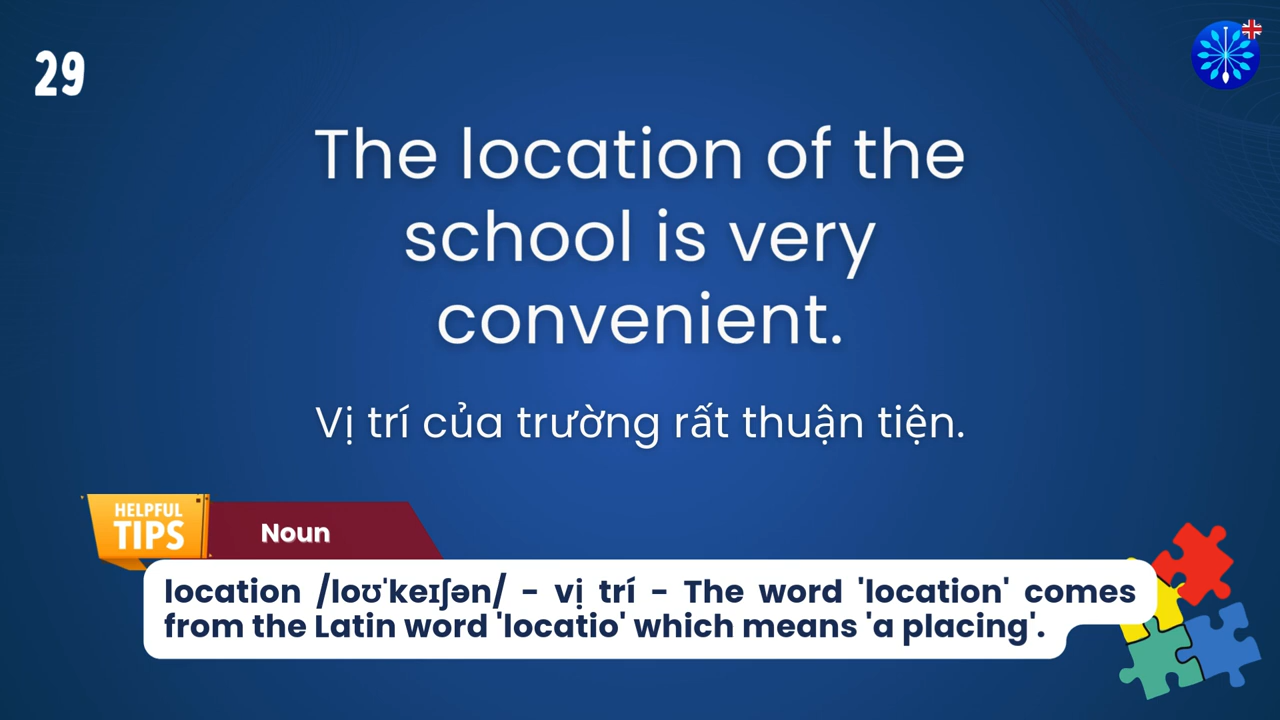 29
The location of the
school is very
convenient.
Vị trí của trường rất thuận tiện.
HELPFUL
TIPS
Noun
location /loʊˈkeɪʃən/ - vị trí - The word 'location' comes
from the Latin word 'locatio' which means 'a placing'.